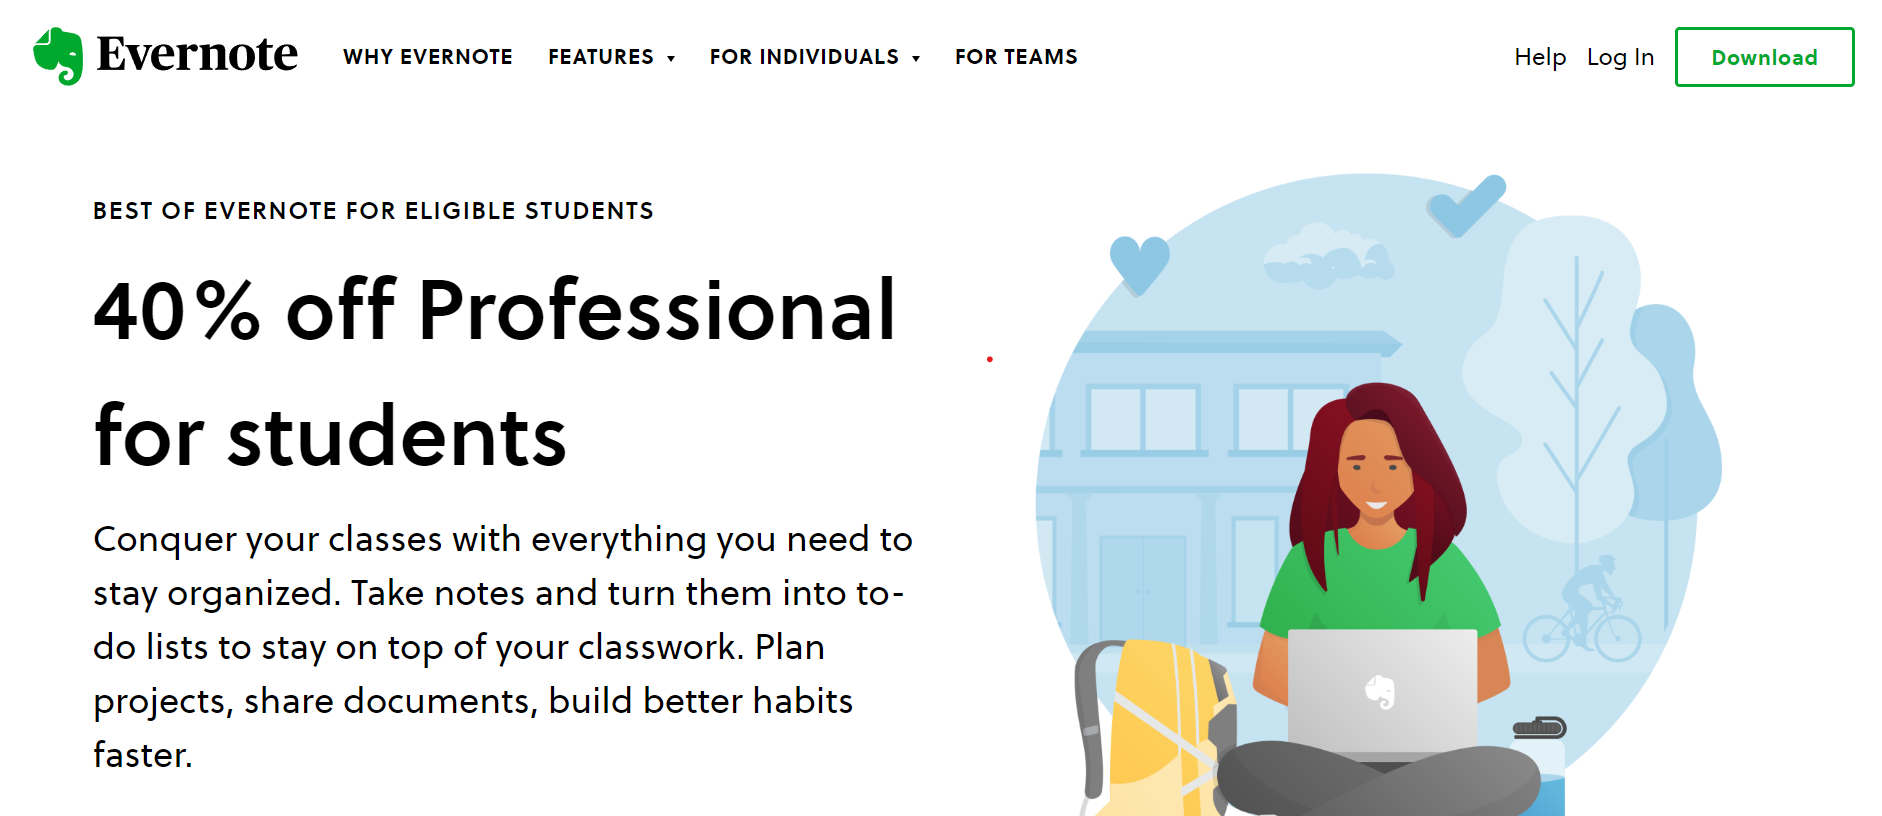 Evernote WHY EVERNOTE FEATURES FOR INDIVIDUALS FOR TEAMS Help Log In Download
BEST OF EVERNOTE FOR ELIGIBLE STUDENTS
40% off Professional
for students
Conquer your classes with everything you need to
stay organized. Take notes and turn them into to-
do lists to stay on top of your classwork. Plan
projects, share documents, build better habits
faster.